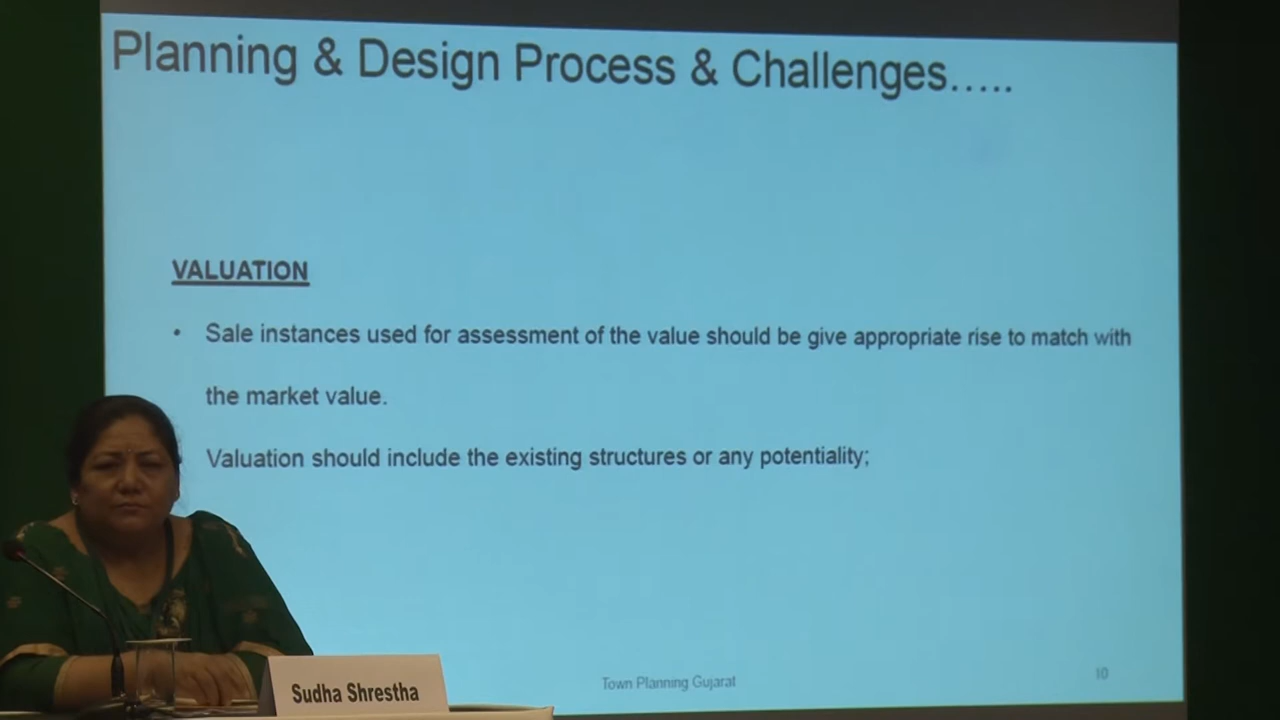 Planning & Design Process & Challenges.....
VALUATION
• Sale instances used for assessment of the value should be give appropriate rise to match with
the market value.
Valuation should include the existing structures or any potentiality;
Town Planning Gujarat
10
Sudha Shrestha